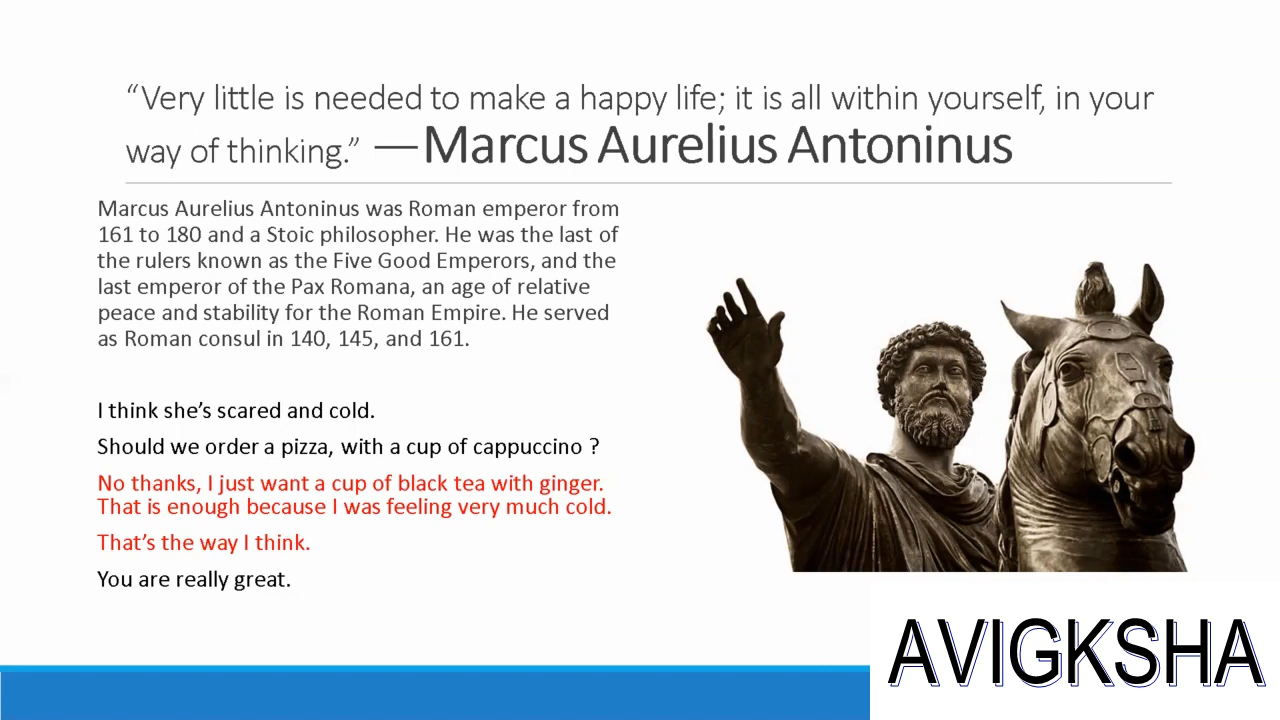 “Very little is needed to make a happy life; it is all within yourself, in your
way of thinking.” —Marcus Aurelius Antoninus
Marcus Aurelius Antoninus was Roman emperor from
161 to 180 and a Stoic philosopher. He was the last of
the rulers known as the Five Good Emperors, and the
last emperor of the Pax Romana, an age of relative
peace and stability for the Roman Empire. He served
as Roman consul in 140, 145, and 161.
I think she’s scared and cold.
Should we order a pizza, with a cup of cappuccino ?
No thanks, I just want a cup of black tea with ginger.
That is enough because I was feeling very much cold.
That’s the way I think.
You are really great.
AVIGKSHA